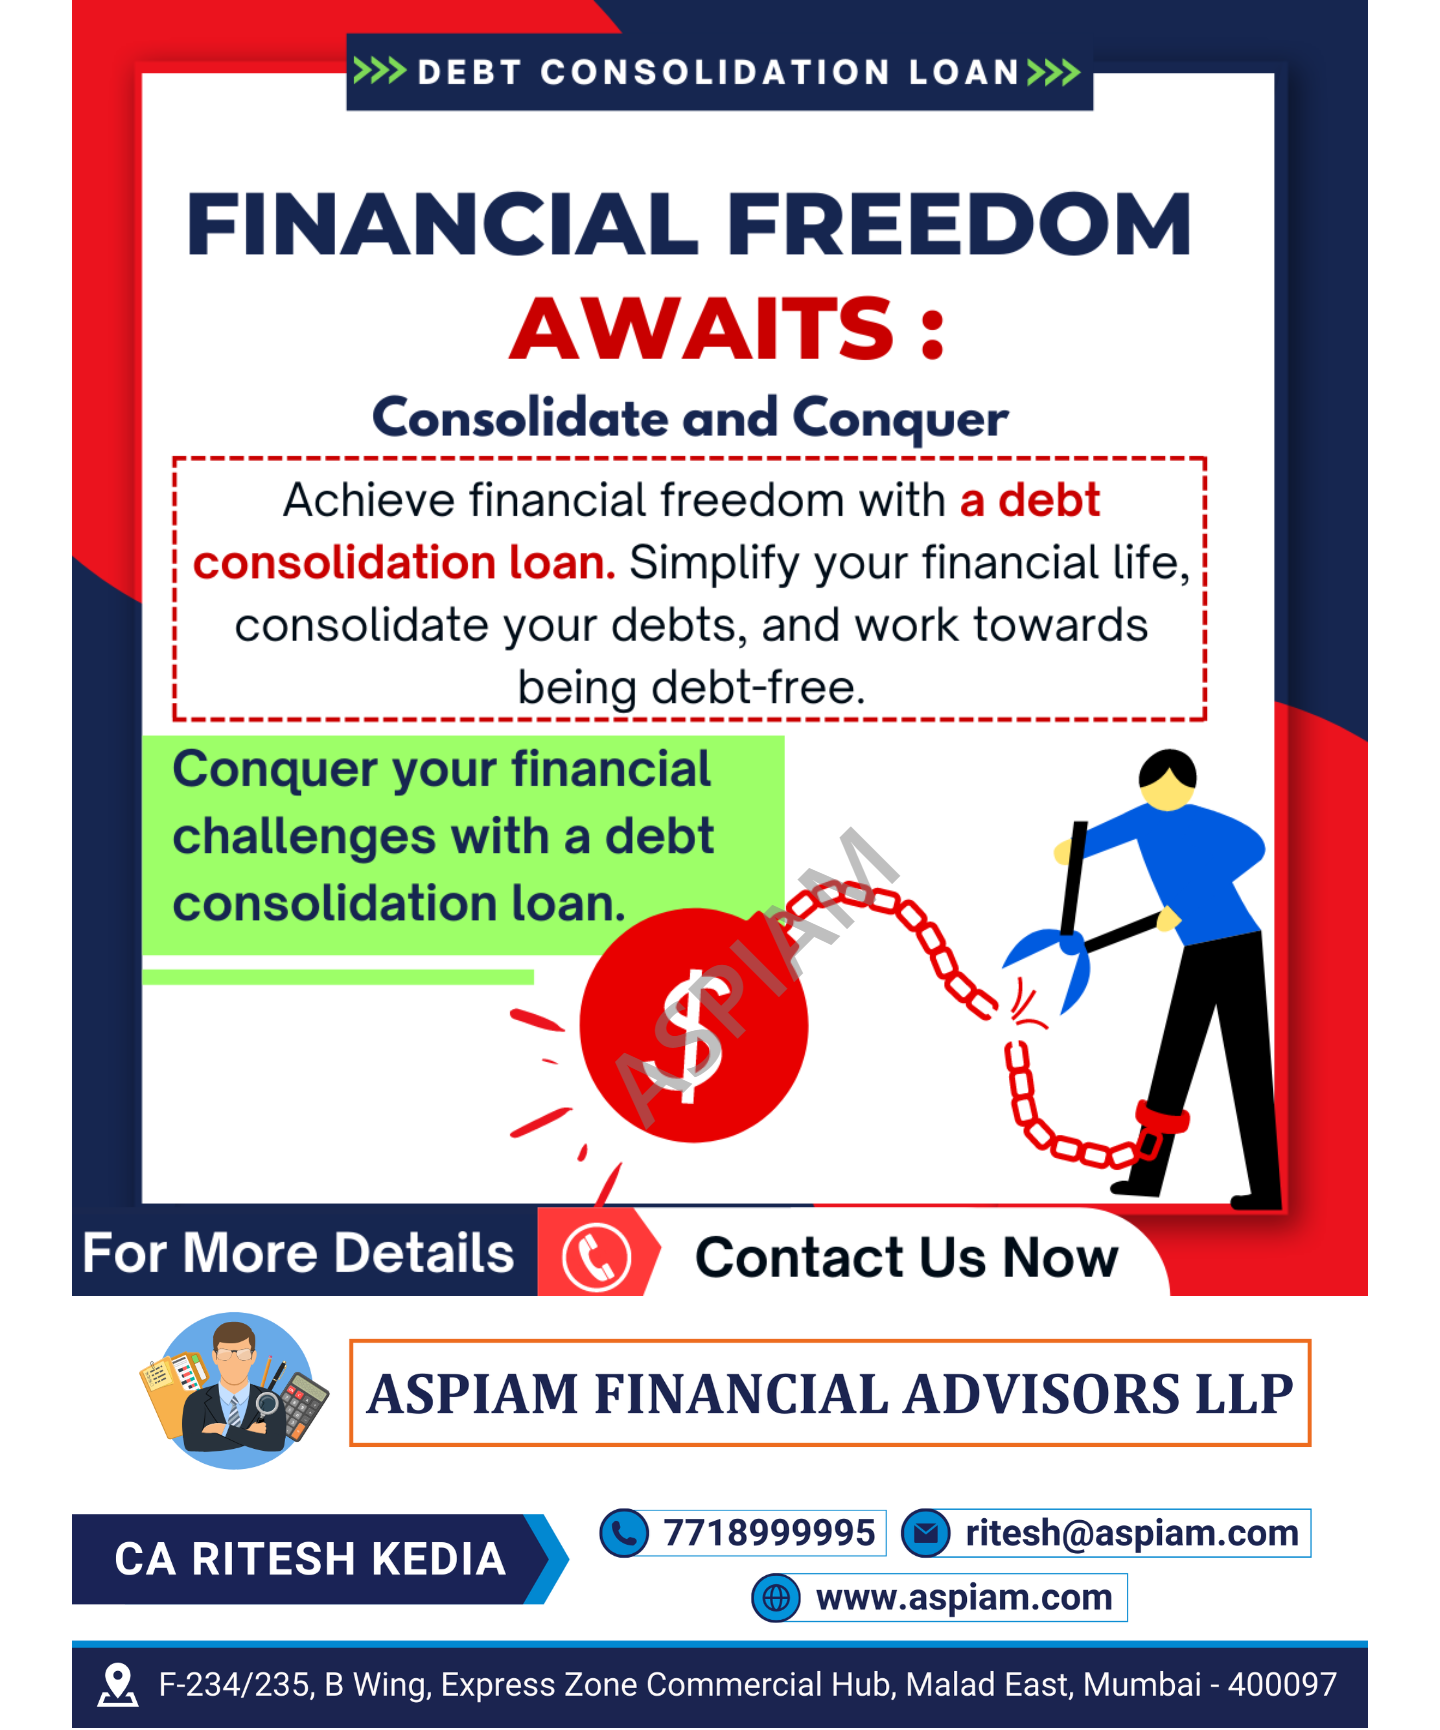 >>> DEBT CONSOLIDATION LOAN >>>
FINANCIAL FREEDOM
AWAITS :
Consolidate and Conquer
Achieve financial freedom with a debt
consolidation loan. Simplify your financial life,
consolidate your debts, and work towards
being debt-free.
Conquer your financial
challenges with a debt
consolidation loan.
$
ASPIAM
For More Details
Contact Us Now
ASPIAM FINANCIAL ADVISORS LLP
CA RITESH KEDIA
7718999995
ritesh@aspiam.com
www.aspiam.com
F-234/235, B Wing, Express Zone Commercial Hub, Malad East, Mumbai - 400097